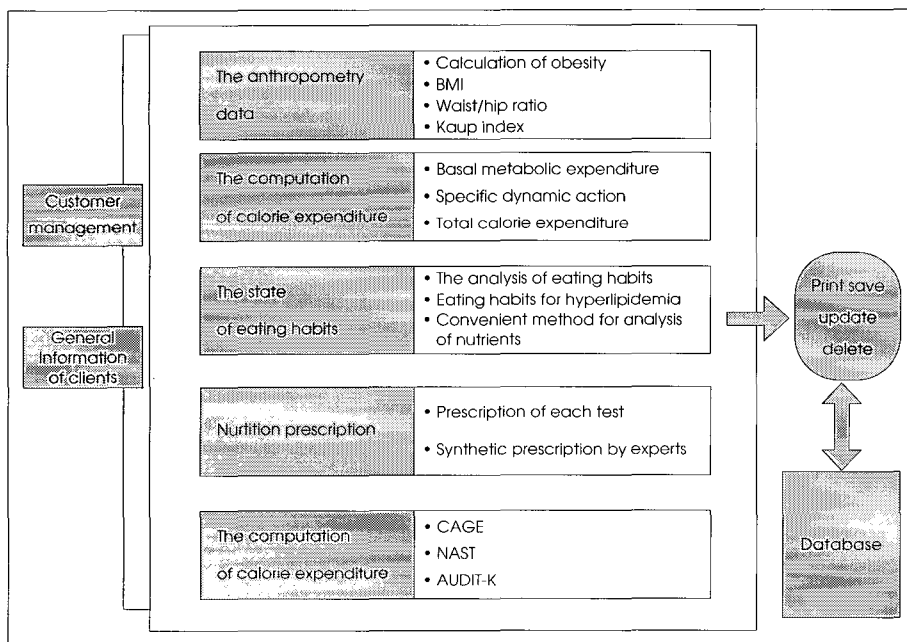 Customer
management
General
Information
of clients
The anthropometry
data
• Calculation of obesity
• BMI
• Waist/hip ratio
• Kaup index
The computation
of calorie expenditure
• Basal metabolic expenditure
• Specific dynamic action
• Total calorie expenditure
The state
of eating habits
• The analysis of eating habits
• Eating habits for hyperlipidemia
• Convenient method for analysis
of nutrients
Nurtition prescription
• Prescription of each test
• Synthetic prescription by experts
The computation
of calorie expenditure
• CAGE
• NAST
• AUDIT-K
Print save
update
delete
Database